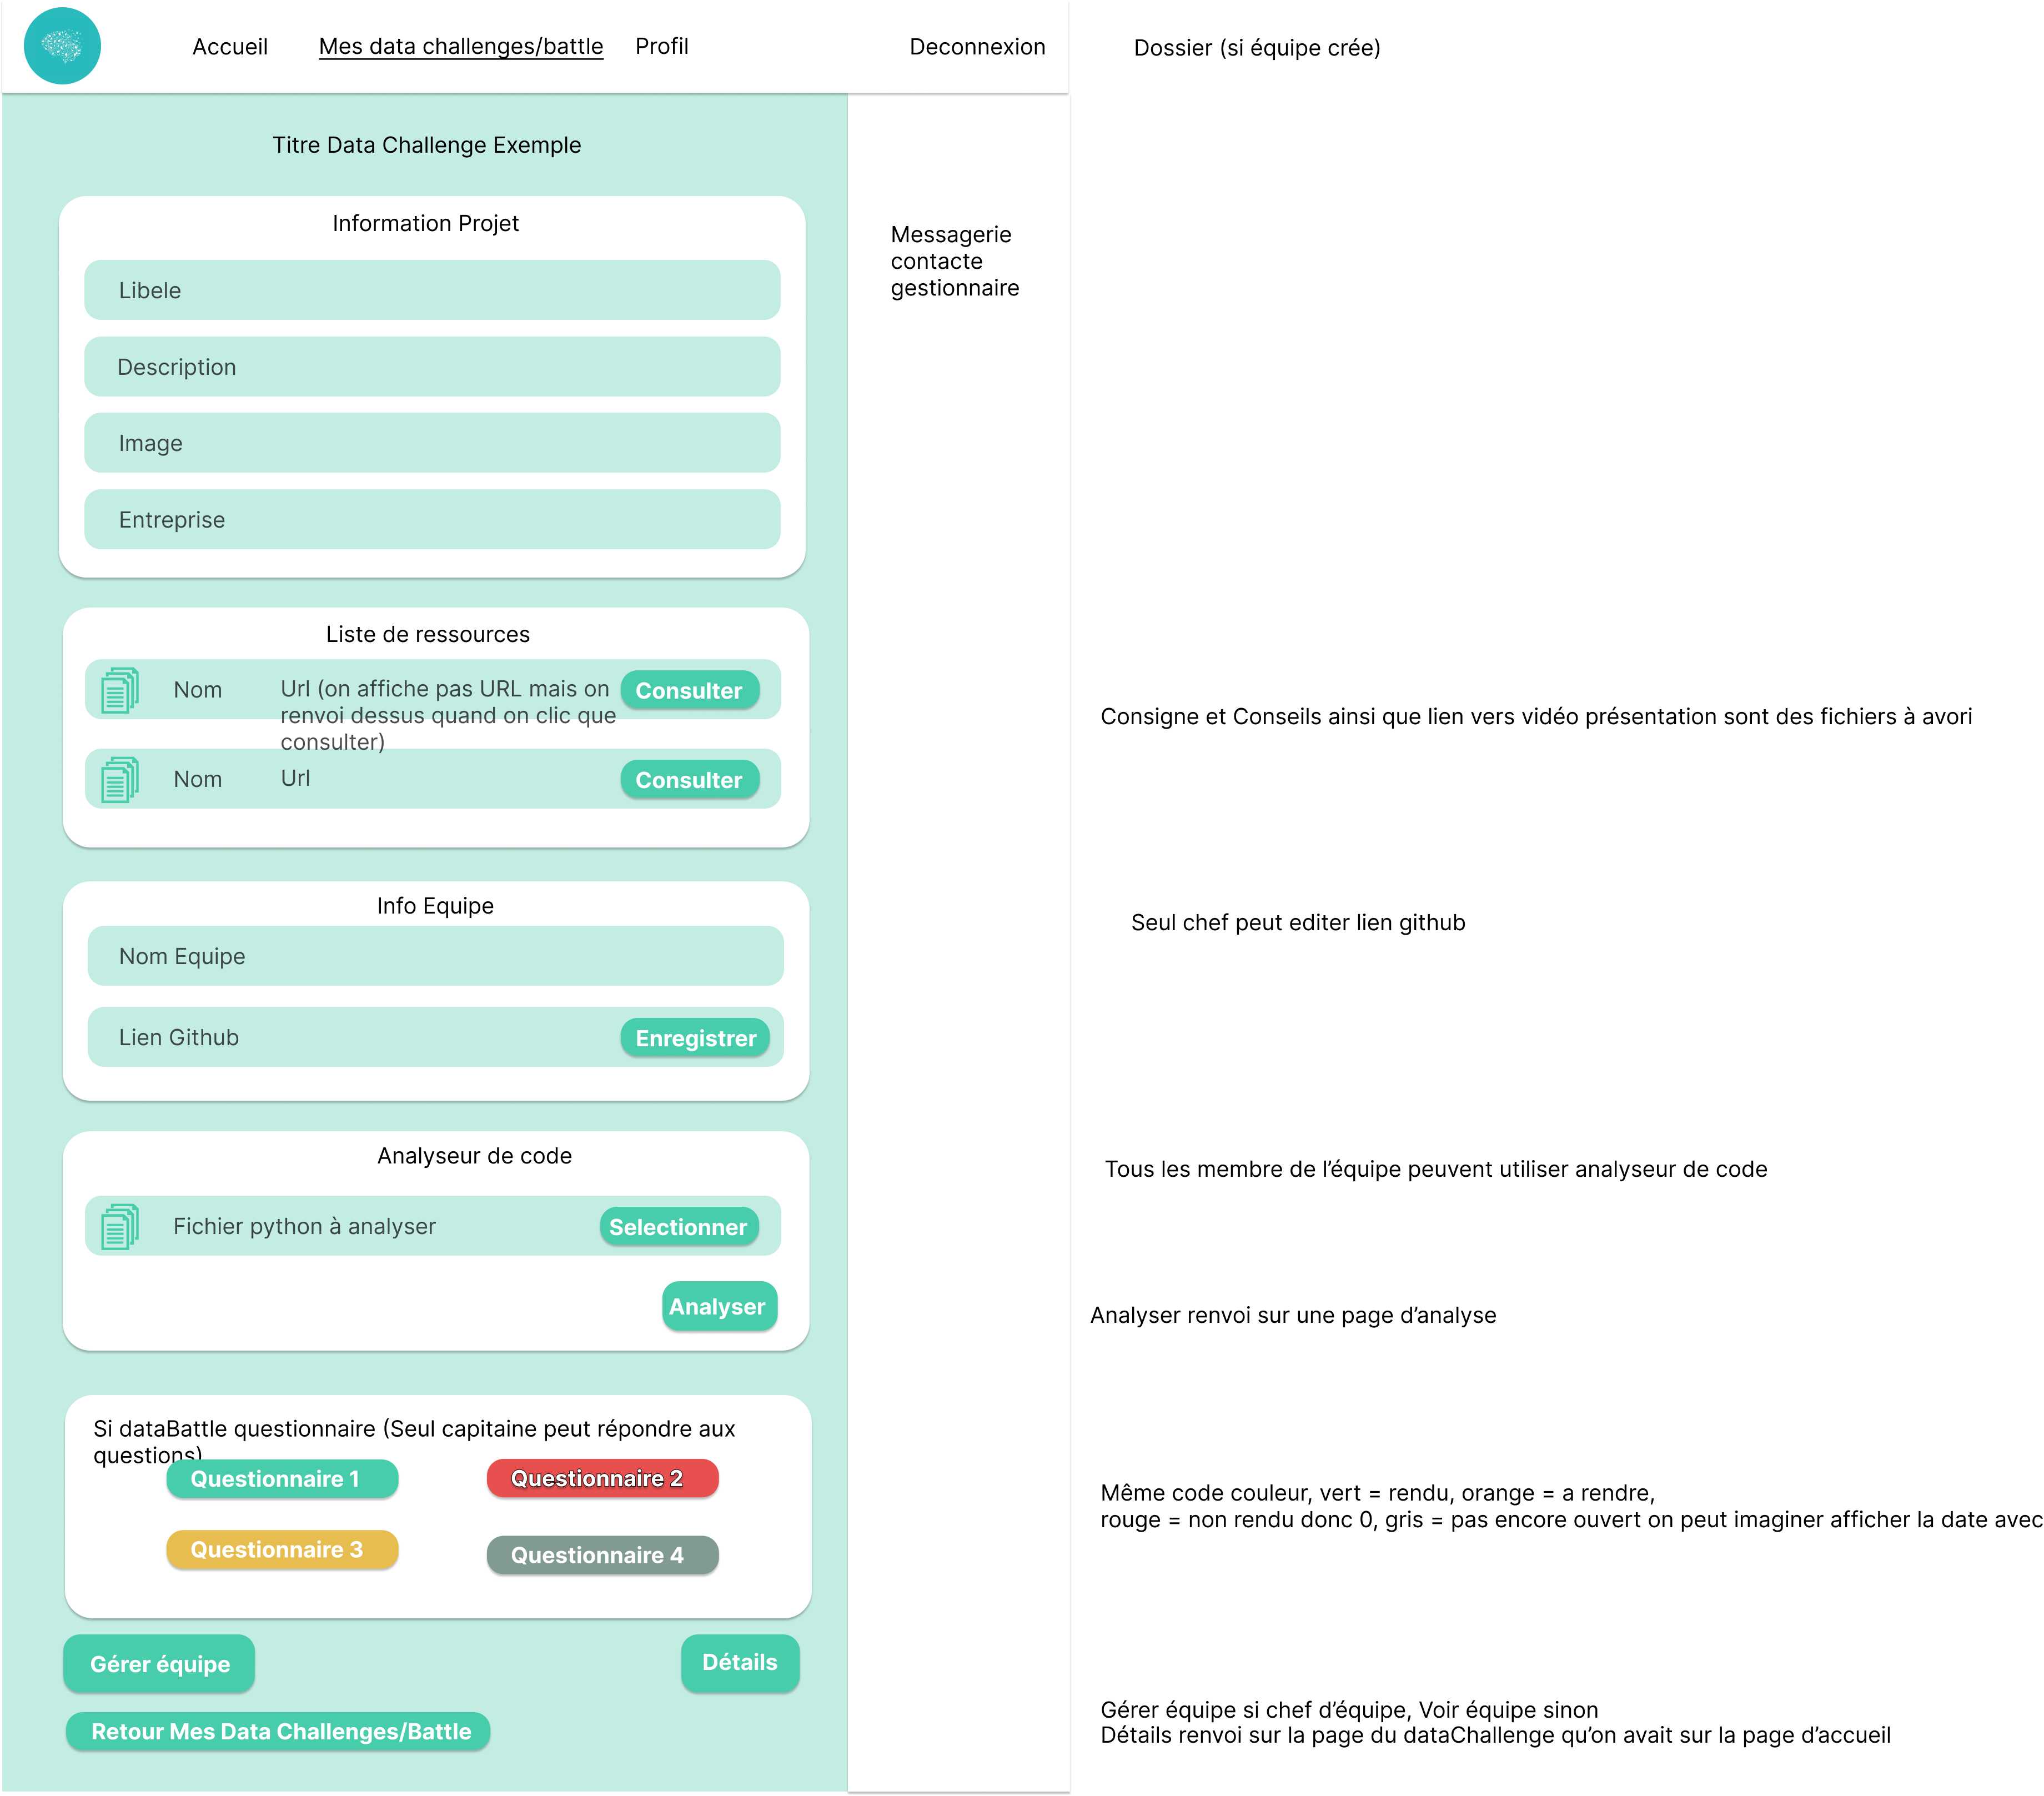 Accueil
Mes data challenges/battle
Profil
Deconnexion
Dossier (si équipe crée)
Titre Data Challenge Exemple
Information Projet
Libele
Description
Image
Entreprise
Messagerie
contacte
gestionnaire
Liste de ressources
Nom
Url (on affiche pas URL mais on
renvoi dessus quand on clic que
consulter)
Consulter
Nom
Url
Consulter
Consigne et Conseils ainsi que lien vers vidéo présentation sont des fichiers à avori
Info Equipe
Nom Equipe
Lien Github
Enregistrer
Seul chef peut editer lien github
Analyseur de code
Fichier python à analyser
Selectionner
Analyser
Tous les membre de l’équipe peuvent utiliser analyseur de code
Analyser renvoi sur une page d’analyse
Si dataBattle questionnaire (Seul capitaine peut répondre aux
questions)
Questionnaire 1
Questionnaire 2
Questionnaire 3
Questionnaire 4
Même code couleur, vert = rendu, orange = a rendre,
rouge = non rendu donc 0, gris = pas encore ouvert on peut imaginer afficher la date avec
Gérer équipe
Détails
Retour Mes Data Challenges/Battle
Gérer équipe si chef d’équipe, Voir équipe sinon
Détails renvoi sur la page du dataChallenge qu’on avait sur la page d’accueil